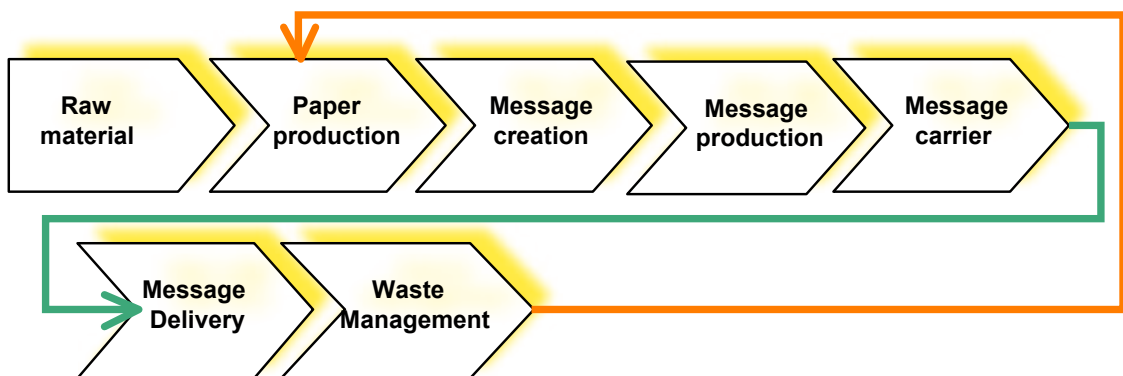 Raw
material
Paper
production
Message
creation
Message
production
Message
carrier
Message
Delivery
Waste
Management